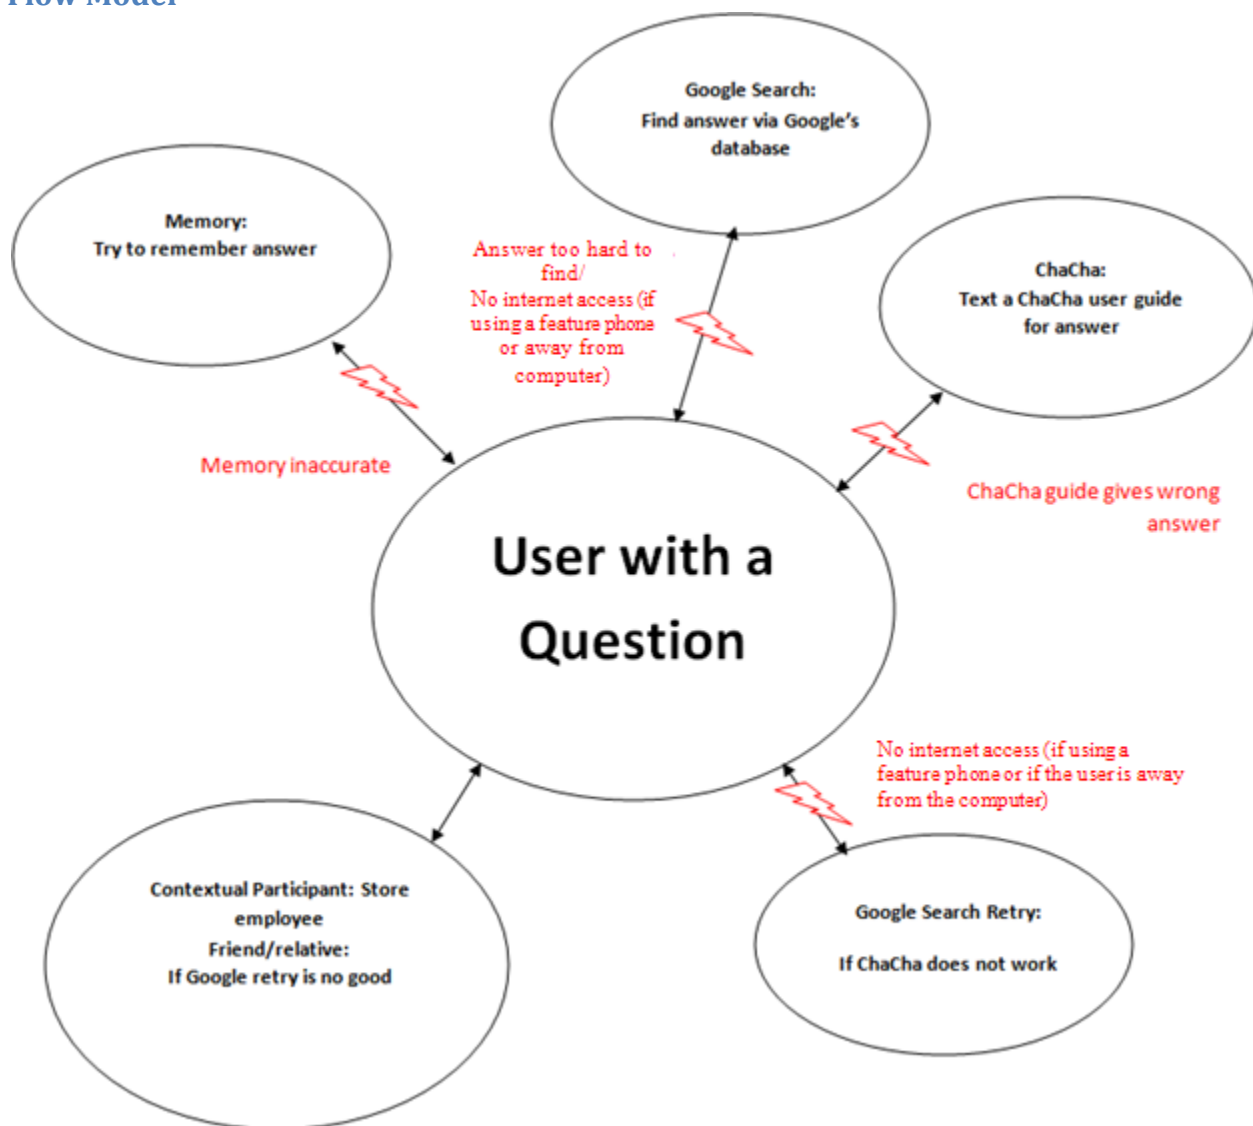 Flow Model
Google Search:
Find answer via Google's
database
Memory:
Try to remember answer
Answer too hard to
find/
No internet access (if
using a feature phone
or away from
computer)
ChaCha:
Text a ChaCha user guide
for answer
Memory inaccurate
ChaCha guide gives wrong
answer
User with a
Question
No internet access (if using a
feature phone or if the user is away
from the computer)
Contextual Participant: Store
employee
Friend/relative:
If Google retry is no good
Google Search Retry:
If ChaCha does not work